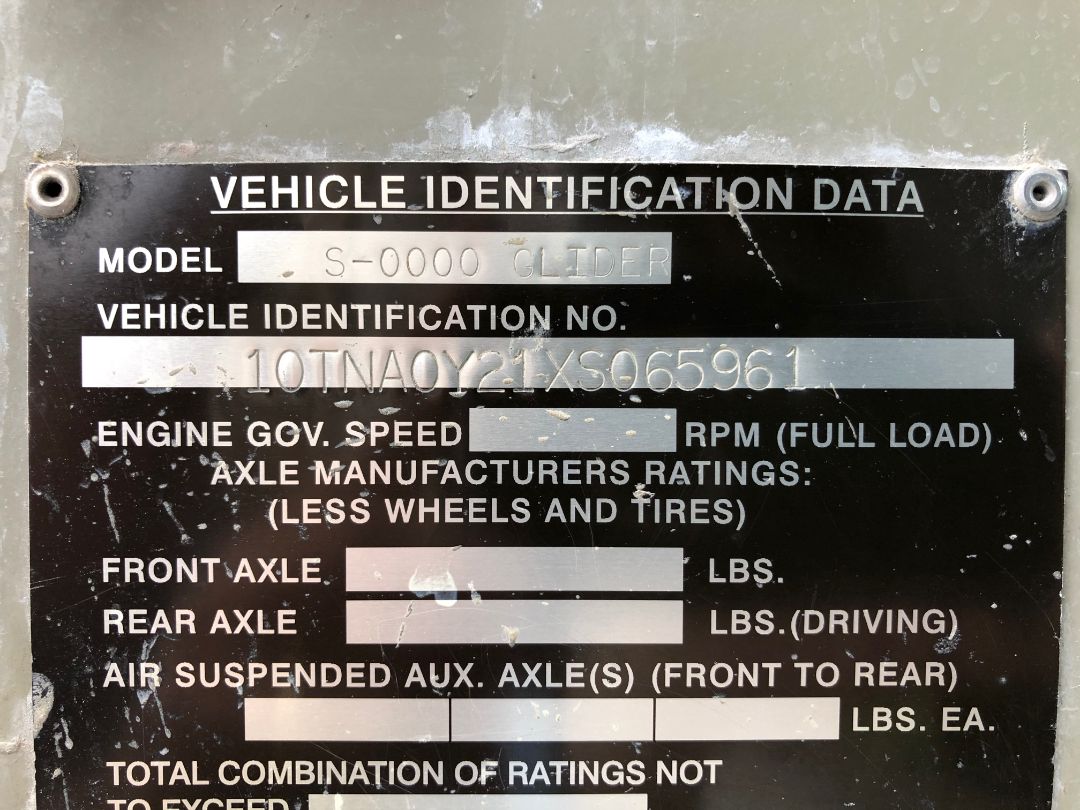 VEHICLE IDENTIFICATION DATA
MODEL S-0000 GLIDER
VEHICLE IDENTIFICATION NO.
10TNA0Y21XS065961
ENGINE GOV. SPEED RPM (FULL LOAD)
AXLE MANUFACTURERS RATINGS:
(LESS WHEELS AND TIRES)
FRONT AXLE LBS.
REAR AXLE LBS.(DRIVING)
AIR SUSPENDED AUX. AXLE(S) (FRONT TO REAR)
LBS. EA.
TOTAL COMBINATION OF RATINGS NOT
TO EXCEED